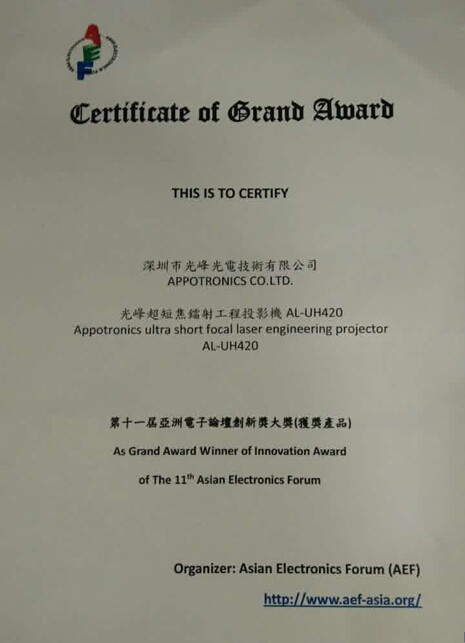 AEF
Certificate of Grand Award
THIS IS TO CERTIFY
深圳市光峰光電技術有限公司
APPOTRONICS CO.LTD.
光峰超短焦鐳射工程投影機 AL-UH420
Appotronics ultra short focal laser engineering projector
AL-UH420
第十一届亞洲電子論壇創新獎大獎(獲獎產品)
As Grand Award Winner of Innovation Award
of The 11th Asian Electronics Forum
Organizer: Asian Electronics Forum (AEF)
http://www.aef-asia.org/